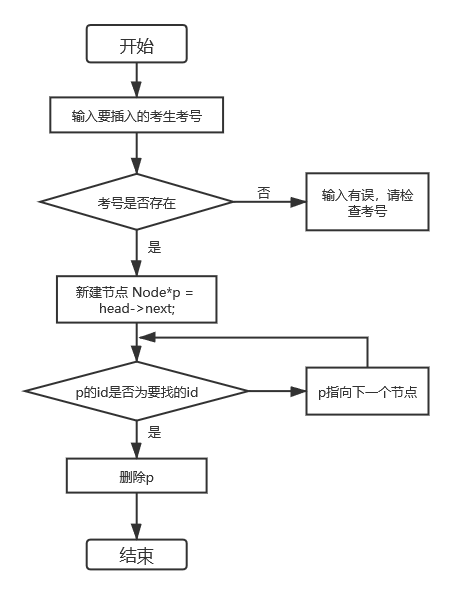 开始
输入要插入的考生考号
考号是否存在
否
输入有误，请检
查考号
是
新建节点 Node*p =
head->next;
p的id是否为要找的id
p指向下一个节点
是
删除p
结束